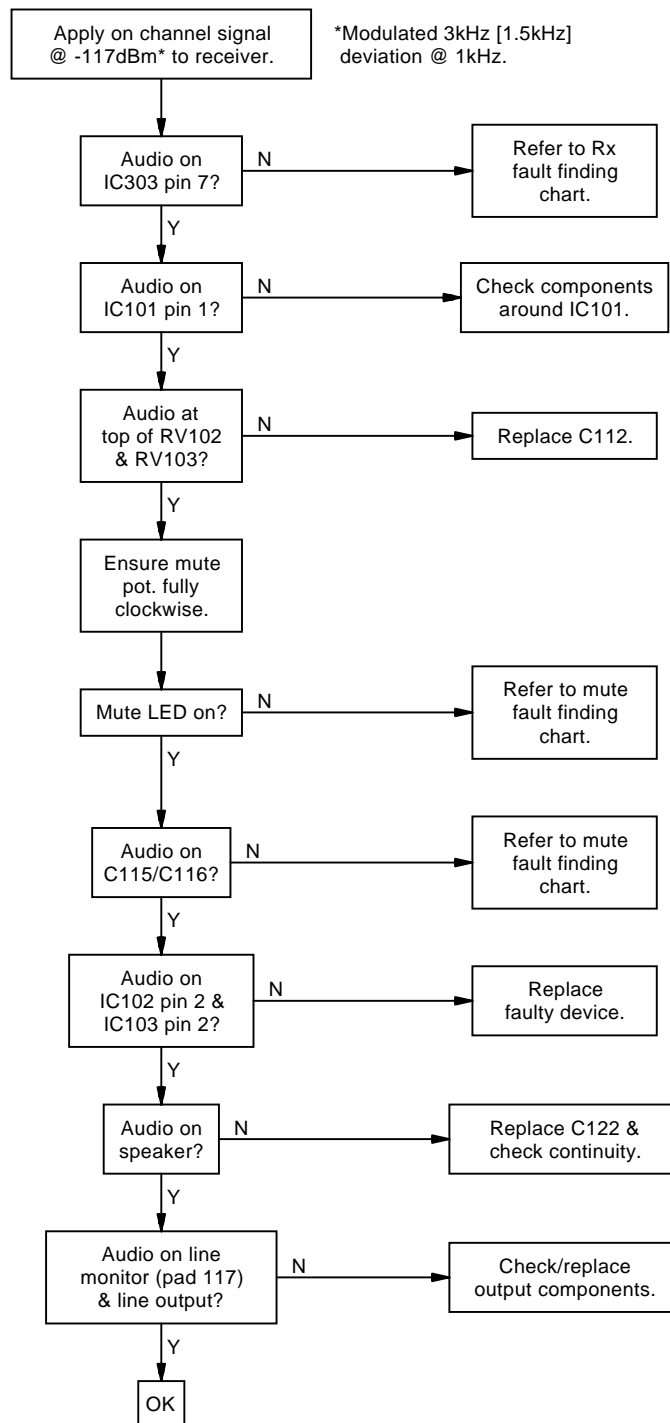 Apply on channel signal
@ -117dBm* to receiver.
*Modulated 3kHz [1.5kHz]
deviation @ 1kHz.
Audio on
IC303 pin 7?
N
Refer to Rx
fault finding
chart.
Y
Audio on
IC101 pin 1?
N
Check components
around IC101.
Y
Audio at
top of RV102
& RV103?
N
Replace C112.
Y
Ensure mute
pot. fully
clockwise.
Mute LED on?
N
Refer to mute
fault finding
chart.
Y
Audio on
C115/C116?
N
Refer to mute
fault finding
chart.
Y
Audio on
IC102 pin 2 &
IC103 pin 2?
N
Replace
faulty device.
Y
Audio on
speaker?
N
Replace C122 &
check continuity.
Y
Audio on line
monitor (pad 117)
& line output?
N
Check/replace
output components.
Y
OK